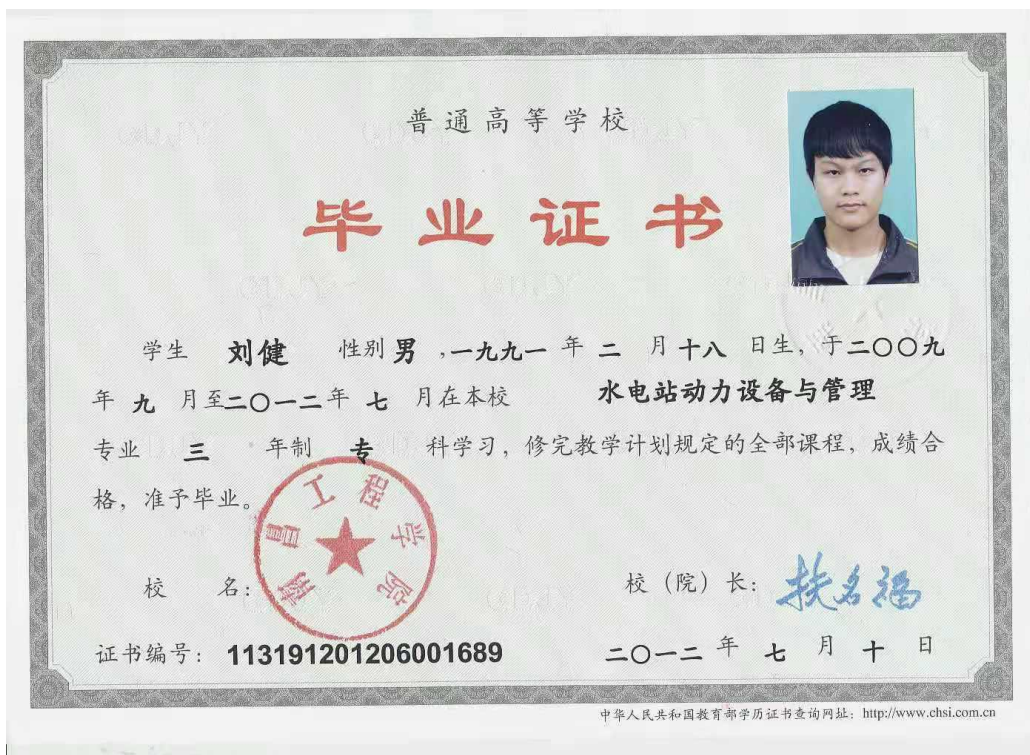 普通高等学校
毕业证书
学生 刘健 性别 男 ，一九九一 年 二 月 十八 日生，于二〇〇九
年 九 月至二〇一二年 七 月在本校 水电站动力设备与管理
专业 三 年制 专 科学习，修完教学计划规定的全部课程，成绩合
格，准予毕业。
南昌工程学院
校 名： 校（院）长： 扶名福
证书编号： 113191201206001689 二〇一二 年 七 月 十 日
中华人民共和国教育部学历证书查询网址：http://www.chsi.com.cn